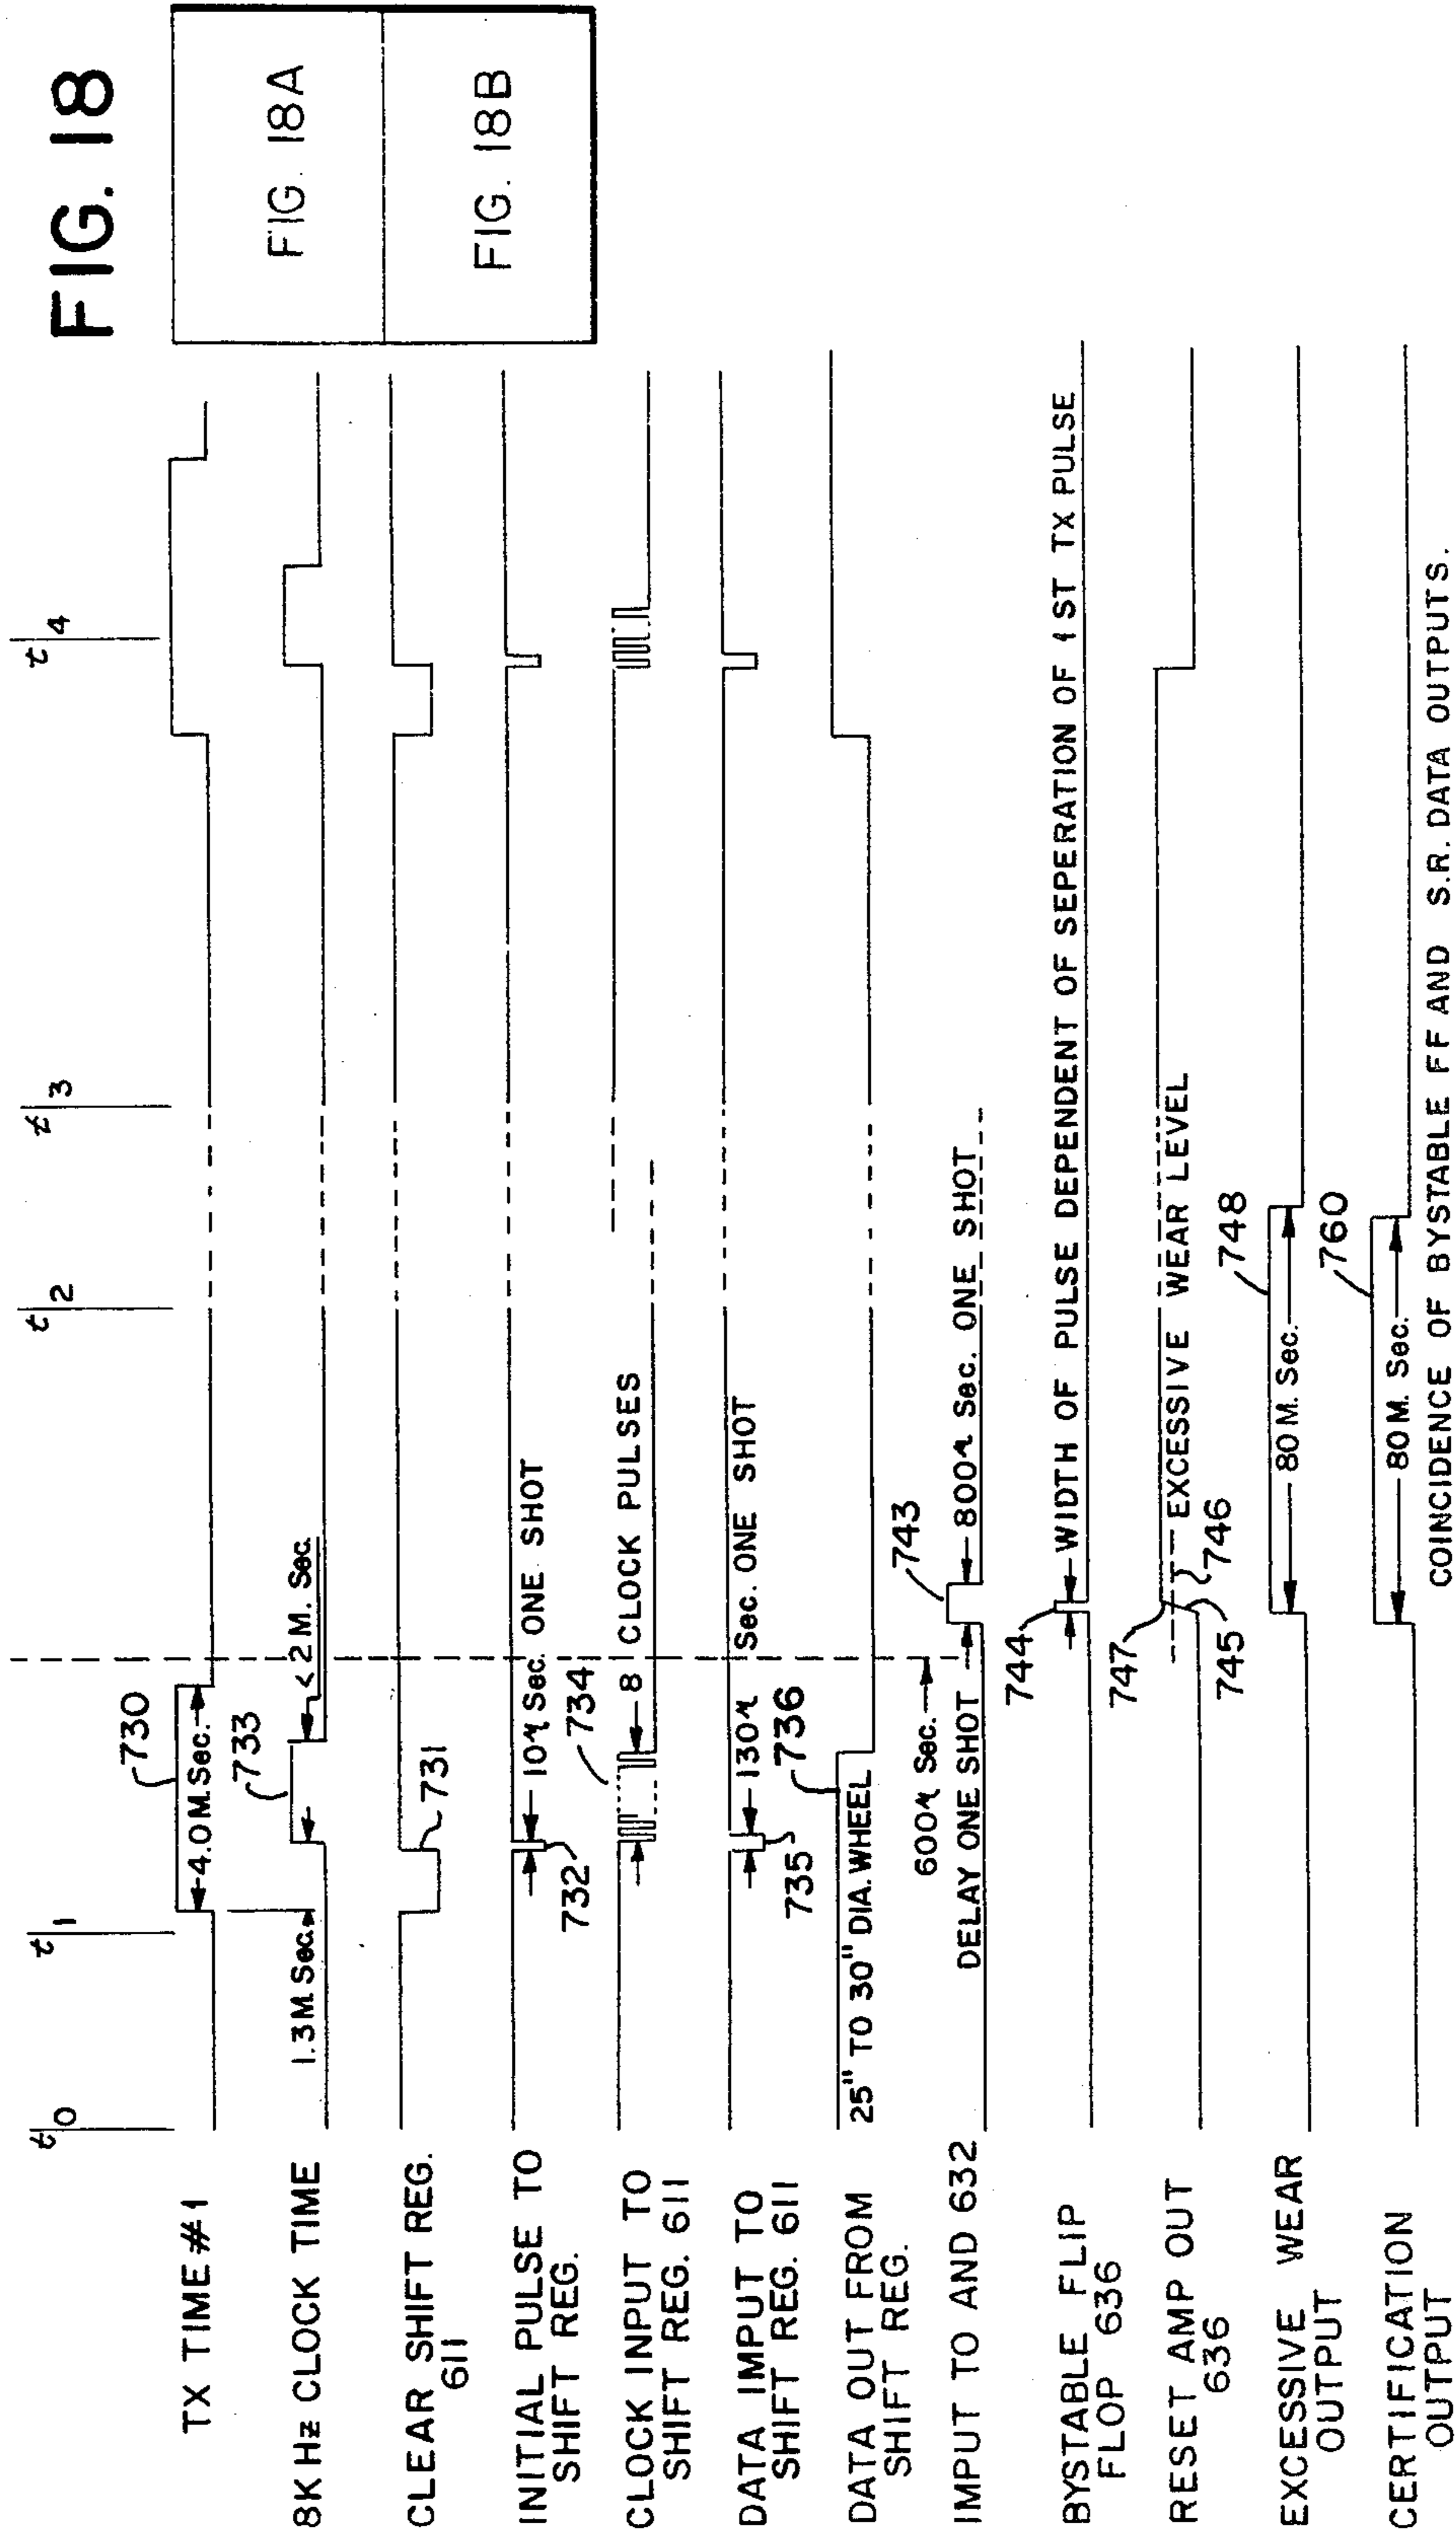 FIG. 18
FIG. 18A
FIG. 18B
t0
t1
t2
t3
t4
TX TIME #1
730
4.0 M. Sec.
8K Hz CLOCK TIME
1.3 M. Sec.
733
<2 M. Sec.
CLEAR SHIFT REG.
611
731
INITIAL PULSE TO
SHIFT REG.
732
10 Sec. ONE SHOT
CLOCK INPUT TO
SHIFT REG. 611
734
8 CLOCK PULSES
DATA IMPUT TO
SHIFT REG. 611
735
130 Sec. ONE SHOT
DATA OUT FROM
SHIFT REG.
25" TO 30" DIA. WHEEL
736
IMPUT TO AND 632
600 Sec.
DELAY ONE SHOT
743
800 Sec. ONE SHOT
BYSTABLE FLIP
FLOP 636
744
WIDTH OF PULSE DEPENDENT OF SEPERATION OF 1ST TX PULSE
RESET AMP OUT
636
747
EXCESSIVE WEAR LEVEL
746
745
EXCESSIVE WEAR
OUTPUT
80 M. Sec.
748
CERTIFICATION
OUTPUT
80 M. Sec.
760
COINCIDENCE OF BYSTABLE FF AND S.R. DATA OUTPUTS.